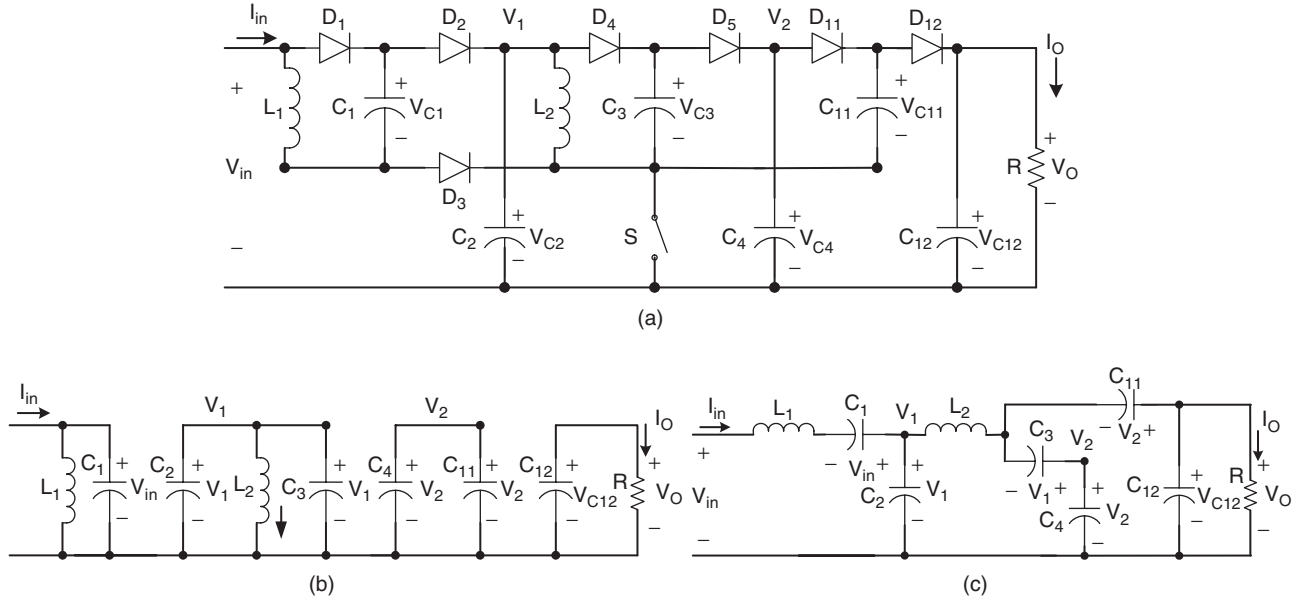 I_in D_1 D_2 V_1 D_4 D_5 V_2 D_11 D_12 I_O
+ L_1 C_1 + V_C1 − L_2 C_3 + V_C3 − C_11 + V_C11 −
V_in D_3 R + V_O −
− C_2 + V_C2 − S C_4 + V_C4 − C_12 + V_C12 −
(a)
I_in V_1 V_2 I_O
L_1 C_1 + V_in − C_2 + V_1 − L_2 C_3 + V_1 − C_4 + V_2 − C_11 + V_2 − C_12 + V_C12 − R + V_O −
(b)
I_in L_1 C_1 V_1 L_2 C_11 I_O
− V_in + C_3 V_2 − V_2 +
+ V_in − C_2 + V_1 − − V_1 + C_4 + V_2 − C_12 + V_C12 − R + V_O −
(c)